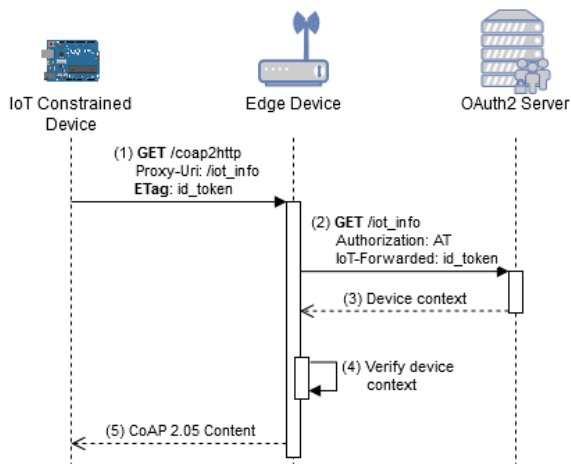 IoT Constrained
Device
Edge Device
OAuth2 Server
(1) GET /coap2http
Proxy-Uri: /iot_info
ETag: id_token
(2) GET /iot_info
Authorization: AT
IoT-Forwarded: id_token
(3) Device context
(4) Verify device
context
(5) CoAP 2.05 Content